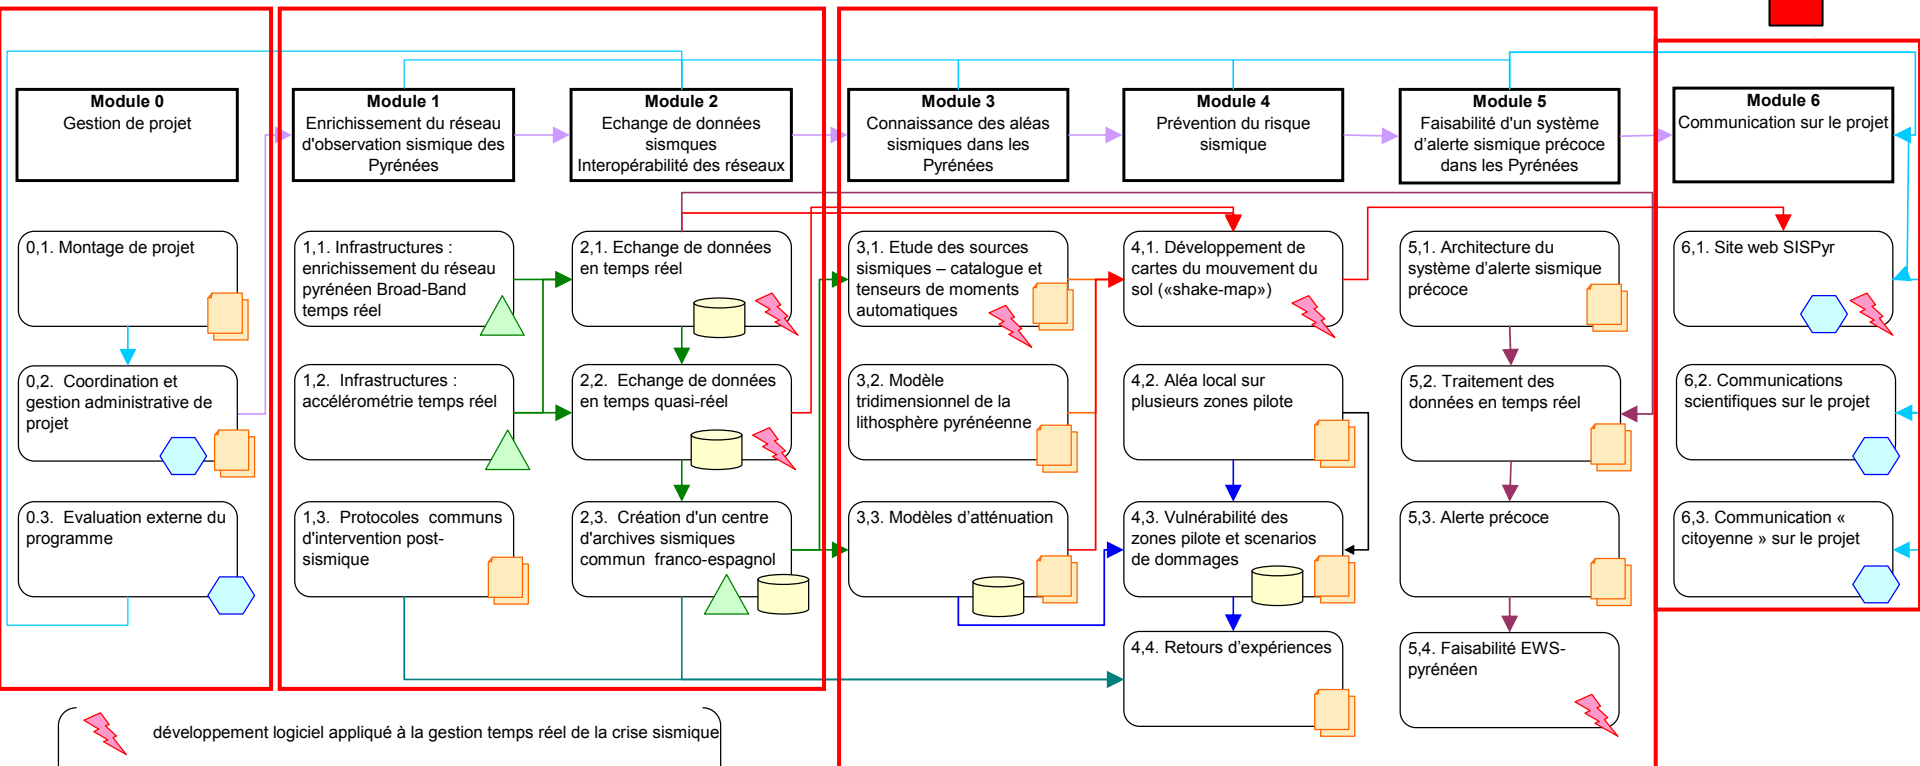 Module 0
Gestion de projet
Module 1
Enrichissement du réseau
d'observation sismique des
Pyrénées
Module 2
Echange de données
sismques
Interopérabilité des réseaux
Module 3
Connaissance des aléas
sismiques dans les
Pyrénées
Module 4
Prévention du risque
sismique
Module 5
Faisabilité d'un système
d'alerte sismique précoce
dans les Pyrénées
Module 6
Communication sur le projet
0,1. Montage de projet
0,2. Coordination et
gestion administrative de
projet
0.3. Evaluation externe du
programme
1,1. Infrastructures :
enrichissement du réseau
pyrénéen Broad-Band
temps réel
1,2. Infrastructures :
accélérométrie temps réel
1,3. Protocoles communs
d'intervention post-
sismique
2,1. Echange de données
en temps réel
2,2. Echange de données
en temps quasi-réel
2,3. Création d'un centre
d'archives sismiques
commun franco-espagnol
3,1. Etude des sources
sismiques – catalogue et
tenseurs de moments
automatiques
3,2. Modèle
tridimensionnel de la
lithosphère pyrénéenne
3,3. Modèles d'atténuation
4,1. Développement de
cartes du mouvement du
sol («shake-map»)
4,2. Aléa local sur
plusieurs zones pilote
4,3. Vulnérabilité des
zones pilote et scenarios
de dommages
4,4. Retours d'expériences
5,1. Architecture du
système d'alerte sismique
précoce
5,2. Traitement des
données en temps réel
5,3. Alerte précoce
5,4. Faisabilité EWS-
pyrénéen
6,1. Site web SISPyr
6,2. Communications
scientifiques sur le projet
6,3. Communication «
citoyenne » sur le projet
développement logiciel appliqué à la gestion temps réel de la crise sismique